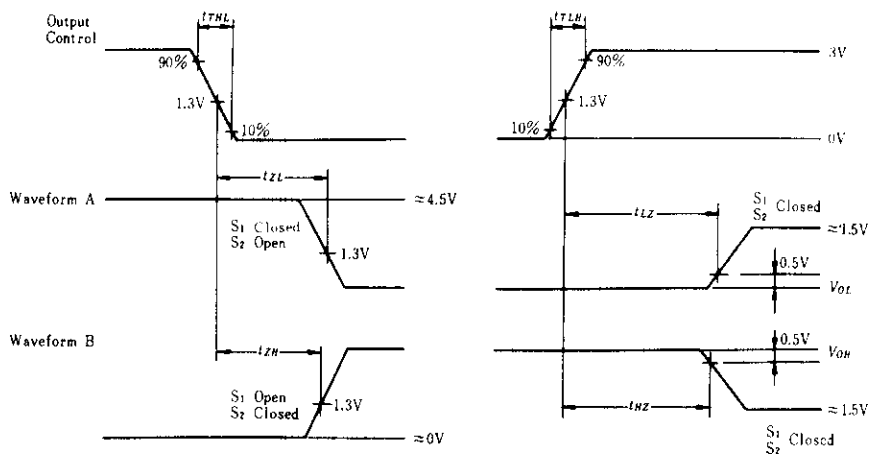 Output
Control
tTHL
90%
1.3V
10%
tTLH
90%
1.3V
10%
3V
0V
Waveform A
tZL
≈4.5V
S1 Closed
S2 Open
1.3V
tLZ
S1
S2 Closed
≈1.5V
0.5V
VOL
Waveform B
tZH
S1 Open
S2 Closed
1.3V
≈0V
0.5V
VOH
tHZ
≈1.5V
S1
S2 Closed